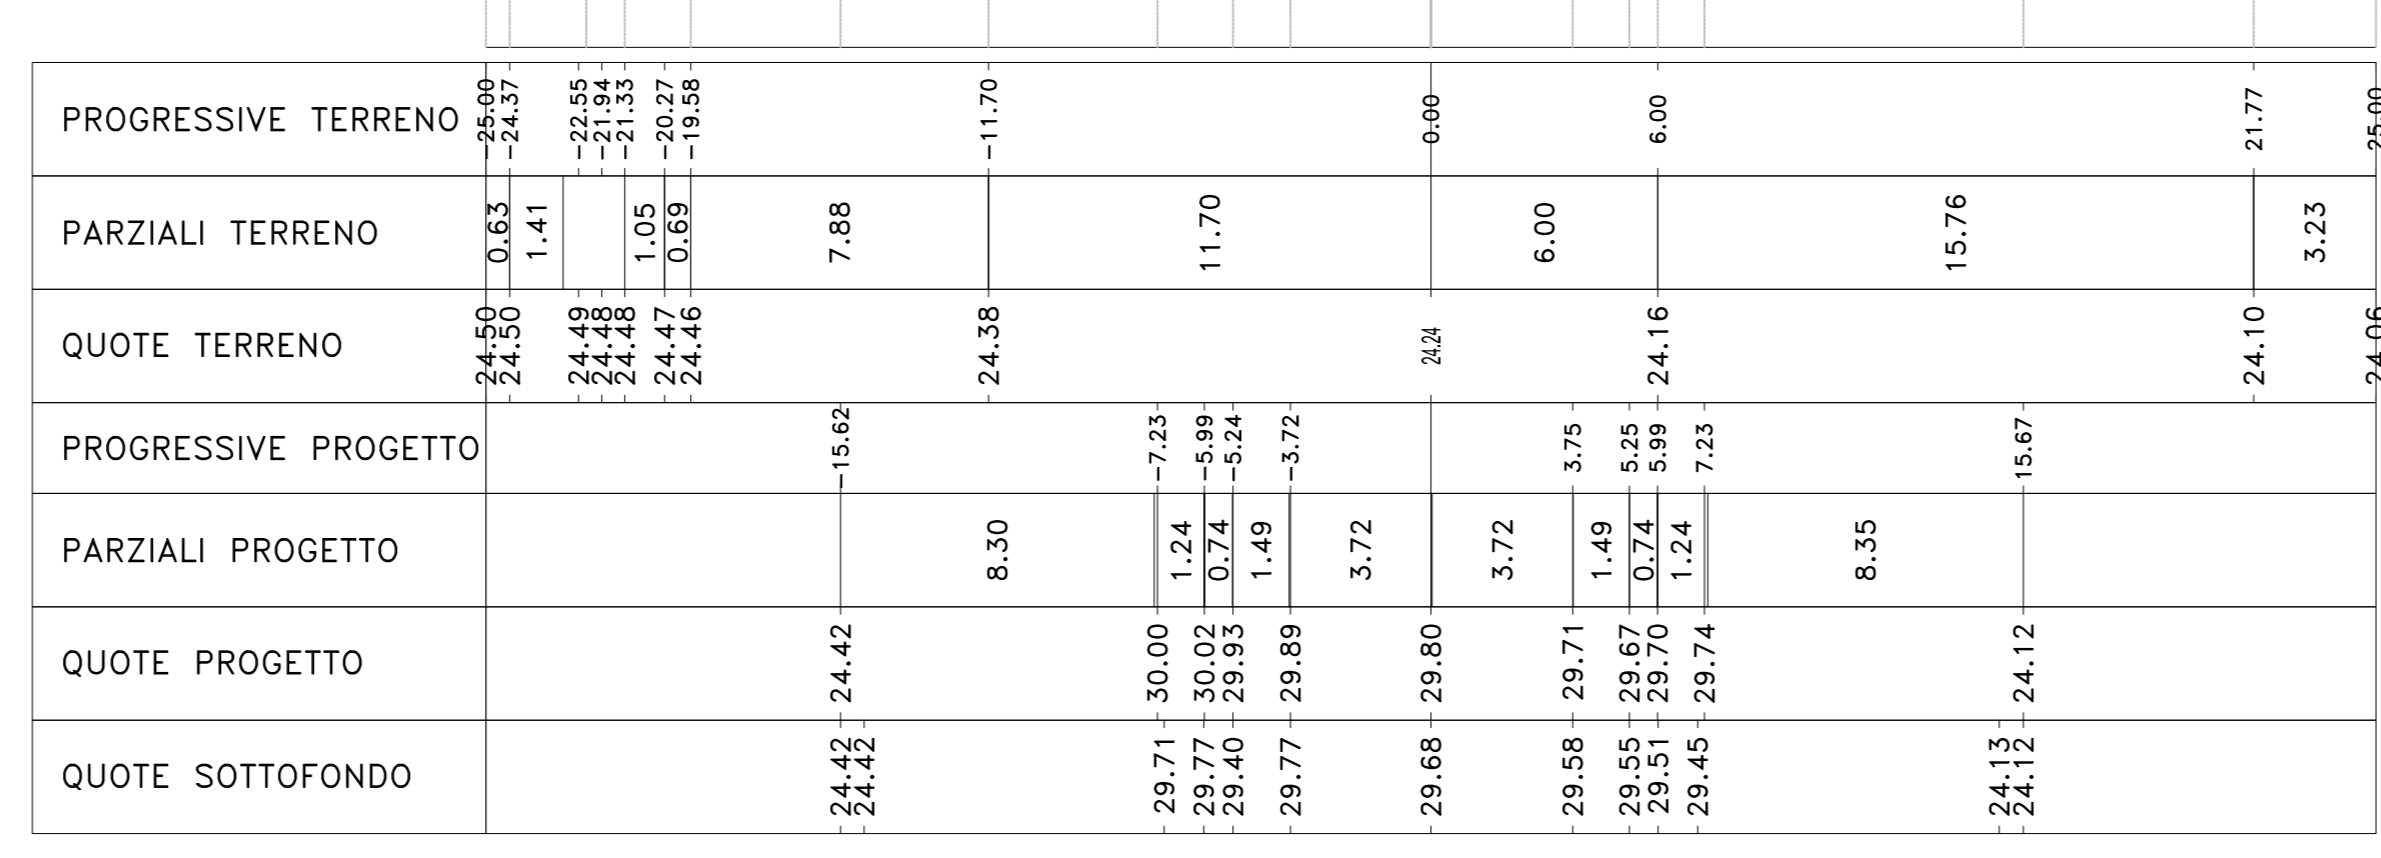 PROGRESSIVE TERRENO -25.00 -24.37 -22.55 -21.94 -21.33 -20.27 -19.58 -11.70 0.00 6.00 21.77 25.00
PARZIALI TERRENO 0.63 1.41 1.05 0.69 7.88 11.70 6.00 15.76 3.23
QUOTE TERRENO 24.50 24.50 24.49 24.48 24.48 24.47 24.46 24.38 24.24 24.16 24.10 24.06
PROGRESSIVE PROGETTO -15.62 -7.23 -5.99 -5.24 -3.72 3.75 5.25 5.99 7.23 15.67
PARZIALI PROGETTO 8.30 1.24 0.74 1.49 3.72 3.72 1.49 0.74 1.24 8.35
QUOTE PROGETTO 24.42 30.00 30.02 29.93 29.89 29.80 29.71 29.67 29.70 29.74 24.12
QUOTE SOTTOFONDO 24.42 24.42 29.71 29.77 29.40 29.77 29.68 29.58 29.55 29.51 29.45 24.13 24.12